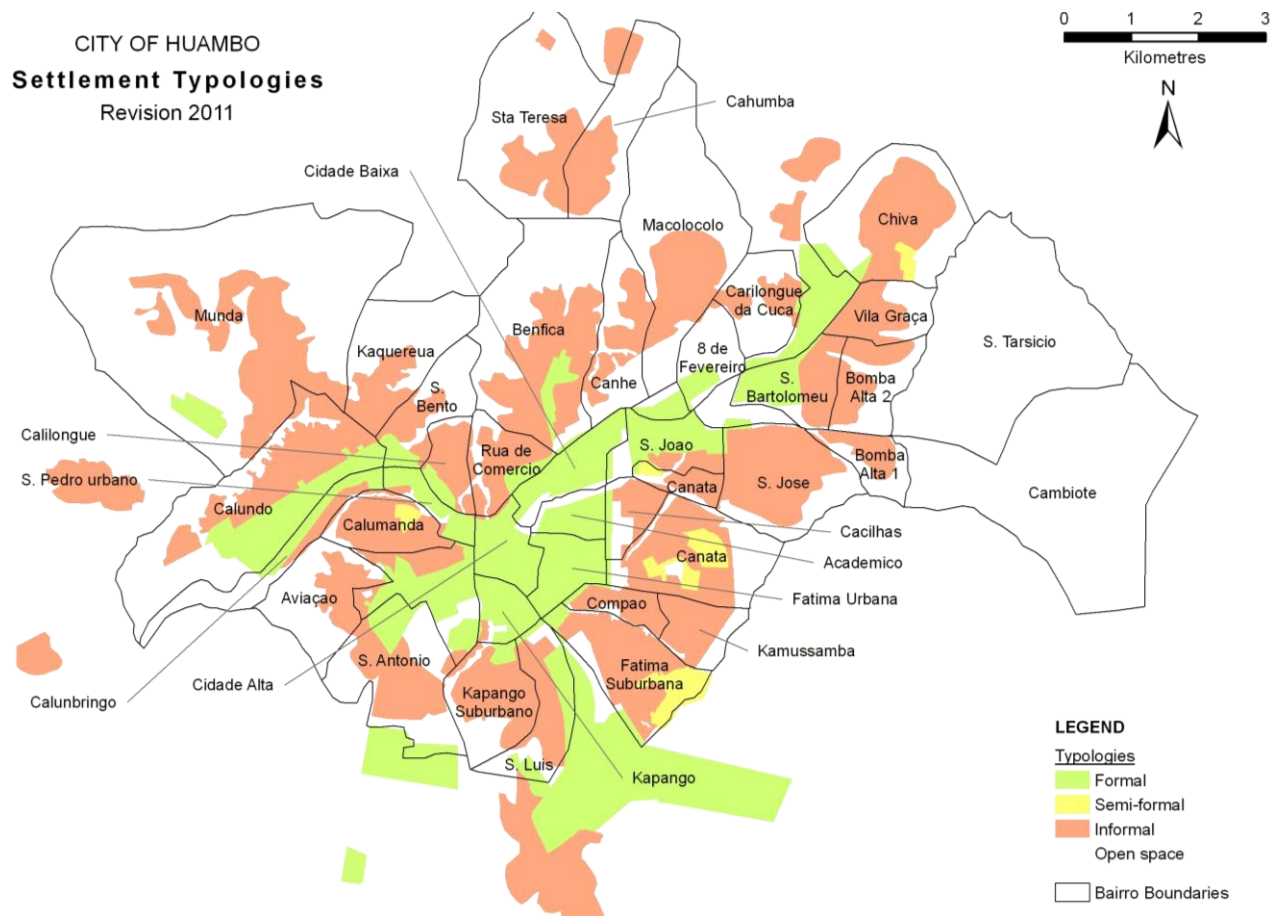 CITY OF HUAMBO
Settlement Typologies
Revision 2011
0 1 2 3
Kilometres
N
Sta Teresa
Cahumba
Cidade Baixa
Macolocolo
Chiva
Munda
Benfica
Carilongue
da Cuca
Vila Graça
Kaquereua
8 de
Fevereiro
S. Tarsicio
S.
Bento
Canhe
S.
Bartolomeu
Bomba
Alta 2
Calilongue
Rua de
Comercio
S. Joao
Bomba
Alta 1
S. Pedro urbano
Canata
S. Jose
Cambiote
Calundo
Calumanda
Cacilhas
Canata
Academico
Aviaçao
Compao
Fatima Urbana
Kamussamba
S. Antonio
Fatima
Suburbana
Cidade Alta
Calunbringo
Kapango
Suburbano
S. Luis
Kapango
LEGEND
Typologies
Formal
Semi-formal
Informal
Open space
Bairro Boundaries